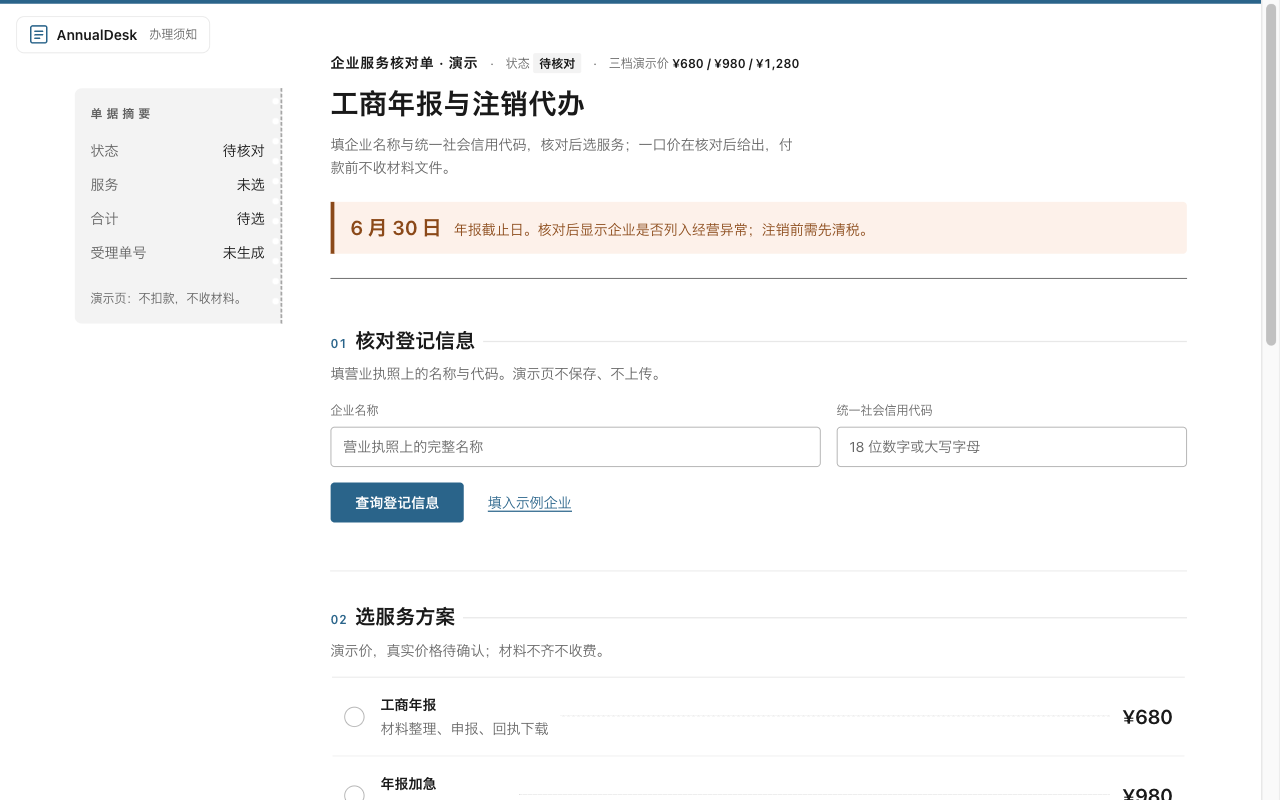 AnnualDesk 办理须知
单据摘要
状态 待核对
服务 未选
合计 待选
受理单号 未生成
演示页：不扣款，不收材料。
企业服务核对单 · 演示 · 状态 待核对 · 三档演示价 ¥680 / ¥980 / ¥1,280
工商年报与注销代办
填企业名称与统一社会信用代码，核对后选服务；一口价在核对后给出，付
款前不收材料文件。
6 月 30 日 年报截止日。核对后显示企业是否列入经营异常；注销前需先清税。
01 核对登记信息
填营业执照上的名称与代码。演示页不保存、不上传。
企业名称 统一社会信用代码
营业执照上的完整名称 18 位数字或大写字母
查询登记信息 填入示例企业
02 选服务方案
演示价，真实价格待确认；材料不齐不收费。
工商年报
材料整理、申报、回执下载 ¥680
年报加急
¥980